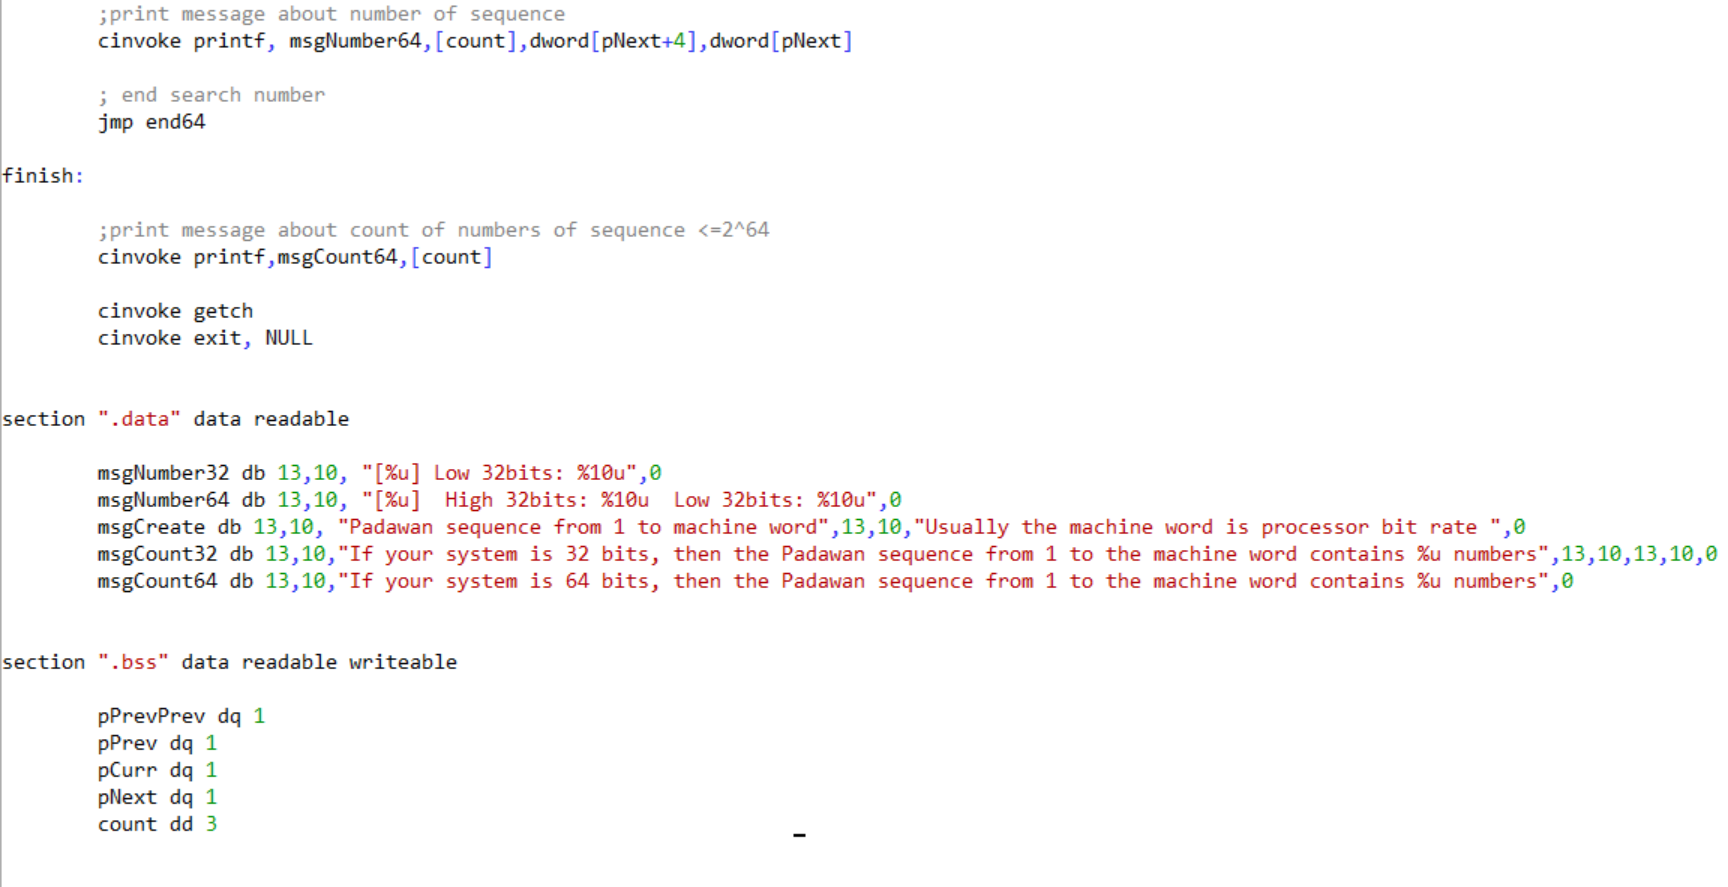 ;print message about number of sequence
cinvoke printf, msgNumber64,[count],dword[pNext+4],dword[pNext]
; end search number
jmp end64
finish:
;print message about count of numbers of sequence <=2^64
cinvoke printf,msgCount64,[count]
cinvoke getch
cinvoke exit, NULL
section ".data" data readable
msgNumber32 db 13,10, "[%u] Low 32bits: %10u",0
msgNumber64 db 13,10, "[%u]  High 32bits: %10u  Low 32bits: %10u",0
msgCreate db 13,10, "Padawan sequence from 1 to machine word",13,10,"Usually the machine word is processor bit rate ",0
msgCount32 db 13,10,"If your system is 32 bits, then the Padawan sequence from 1 to the machine word contains %u numbers",13,10,13,10,0
msgCount64 db 13,10,"If your system is 64 bits, then the Padawan sequence from 1 to the machine word contains %u numbers",0
section ".bss" data readable writeable
pPrevPrev dq 1
pPrev dq 1
pCurr dq 1
pNext dq 1
count dd 3